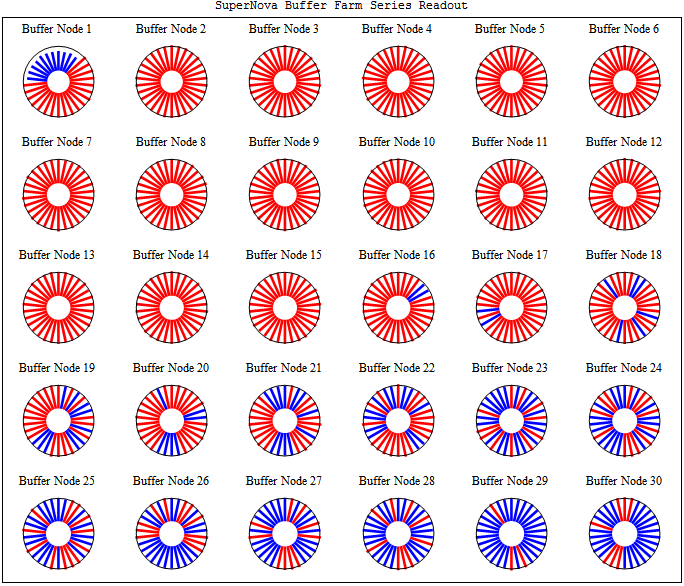 SuperNova Buffer Farm Series Readout
Buffer Node 1 Buffer Node 2 Buffer Node 3 Buffer Node 4 Buffer Node 5 Buffer Node 6
Buffer Node 7 Buffer Node 8 Buffer Node 9 Buffer Node 10 Buffer Node 11 Buffer Node 12
Buffer Node 13 Buffer Node 14 Buffer Node 15 Buffer Node 16 Buffer Node 17 Buffer Node 18
Buffer Node 19 Buffer Node 20 Buffer Node 21 Buffer Node 22 Buffer Node 23 Buffer Node 24
Buffer Node 25 Buffer Node 26 Buffer Node 27 Buffer Node 28 Buffer Node 29 Buffer Node 30